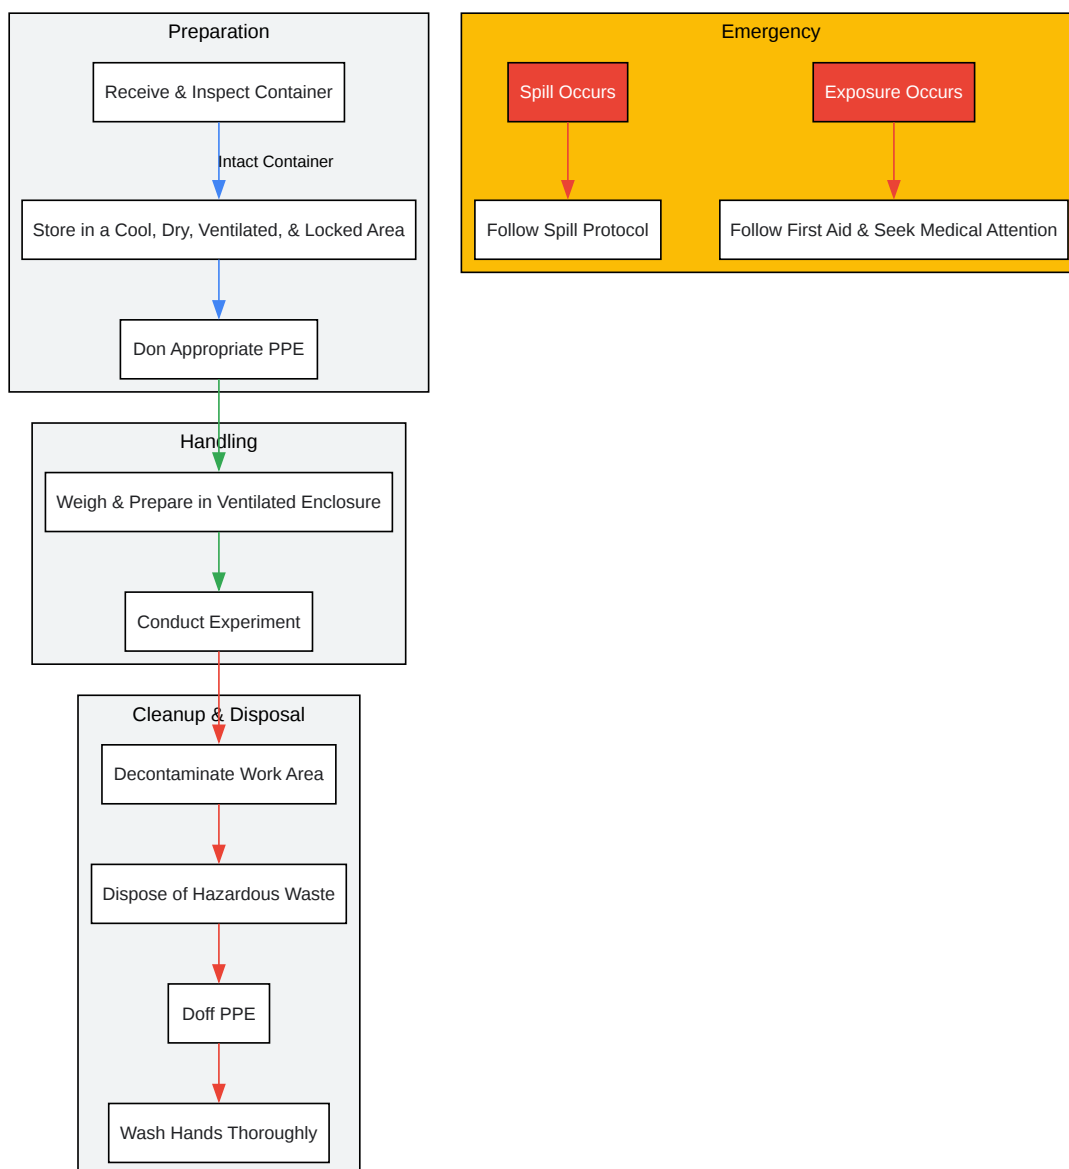 Preparation
Receive & Inspect Container
Intact Container
Store in a Cool, Dry, Ventilated, & Locked Area
Don Appropriate PPE
Handling
Weigh & Prepare in Ventilated Enclosure
Conduct Experiment
Cleanup & Disposal
Decontaminate Work Area
Dispose of Hazardous Waste
Doff PPE
Wash Hands Thoroughly
Emergency
Spill Occurs
Exposure Occurs
Follow Spill Protocol
Follow First Aid & Seek Medical Attention